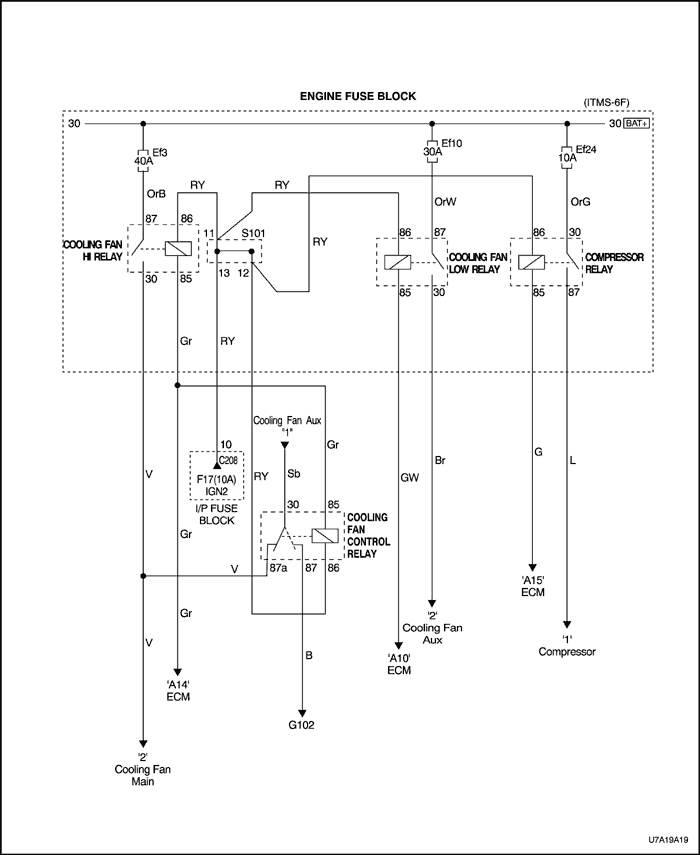 ENGINE FUSE BLOCK
(ITMS-6F)
30
30 BAT+
Ef3
40A
Ef10
30A
Ef24
10A
OrB
RY
RY
OrW
OrG
87
86
11
S101
RY
86
87
86
30
COOLING FAN
HI RELAY
COOLING FAN
LOW RELAY
COMPRESSOR
RELAY
30
85
13
12
85
30
85
87
Gr
RY
Cooling Fan Aux
"1"
10
C208
F17(10A)
IGN2
I/P FUSE
BLOCK
Gr
V
RY
Sb
GW
Br
G
L
30
85
COOLING
FAN
CONTROL
RELAY
Gr
V
87a
87
86
'A15'
ECM
Gr
'2'
Cooling Fan
Aux
V
B
'A10'
ECM
'1'
Compressor
'A14'
ECM
G102
'2'
Cooling Fan
Main
U7A19A19